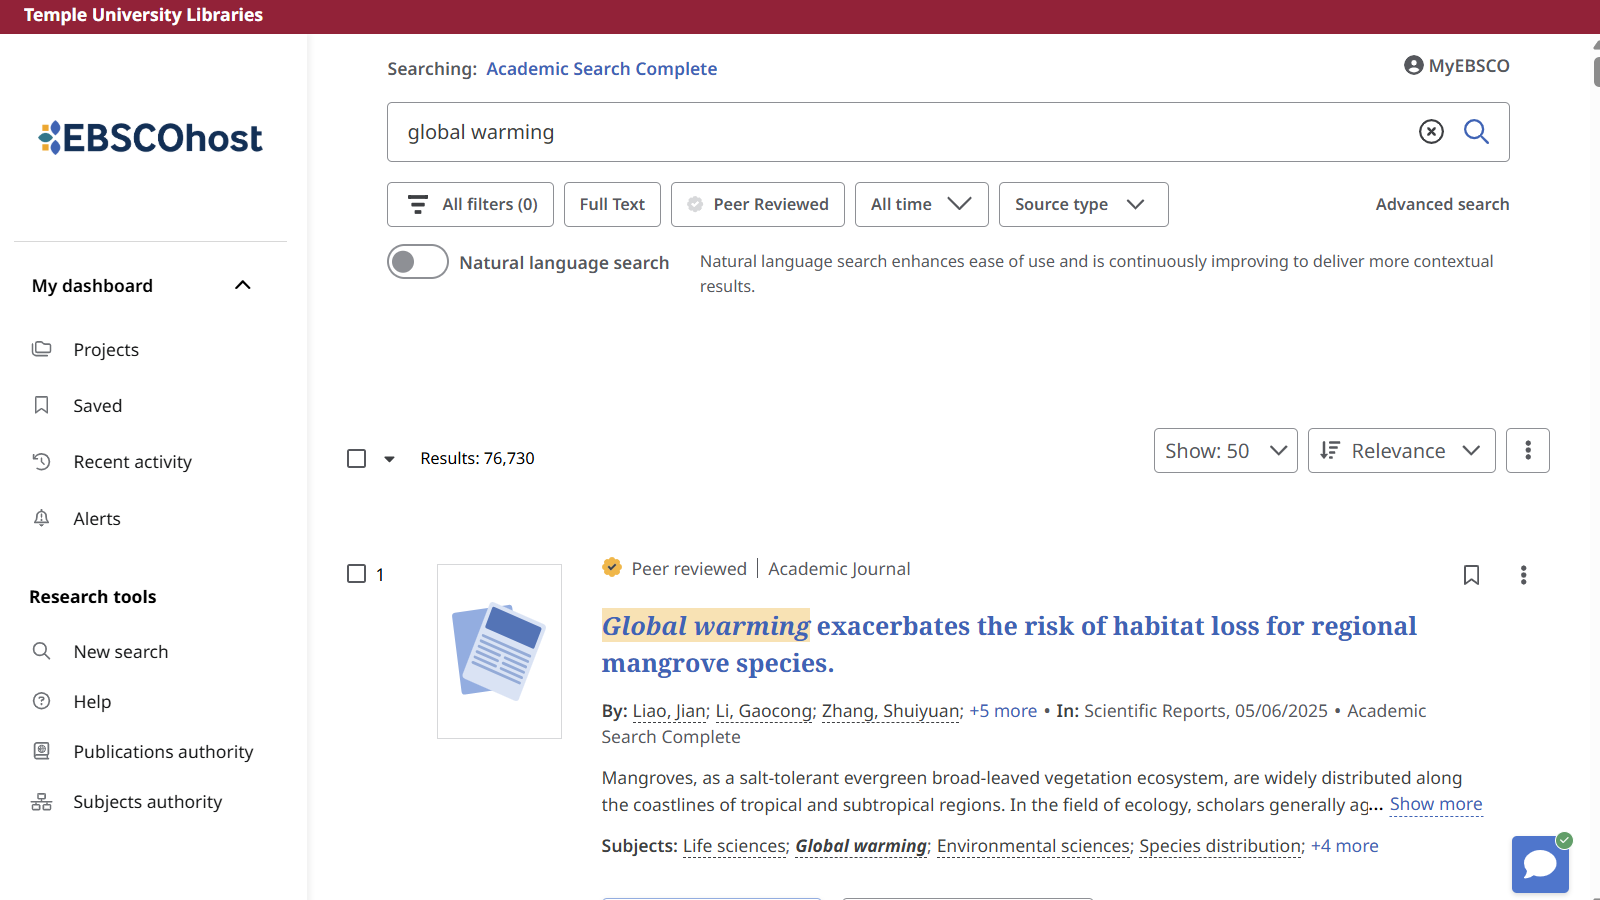 Temple University Libraries
EBSCOhost
My dashboard
Projects
Saved
Recent activity
Alerts
Research tools
New search
Help
Publications authority
Subjects authority
Searching: Academic Search Complete
MyEBSCO
global warming
All filters (0)
Full Text
Peer Reviewed
All time
Source type
Advanced search
Natural language search
Natural language search enhances ease of use and is continuously improving to deliver more contextual
results.
Results: 76,730
Show: 50
Relevance
1
Peer reviewed | Academic Journal
Global warming exacerbates the risk of habitat loss for regional
mangrove species.
By: Liao, Jian; Li, Gaocong; Zhang, Shuiyuan; +5 more • In: Scientific Reports, 05/06/2025 • Academic
Search Complete
Mangroves, as a salt-tolerant evergreen broad-leaved vegetation ecosystem, are widely distributed along
the coastlines of tropical and subtropical regions. In the field of ecology, scholars generally ag... Show more
Subjects: Life sciences; Global warming; Environmental sciences; Species distribution; +4 more